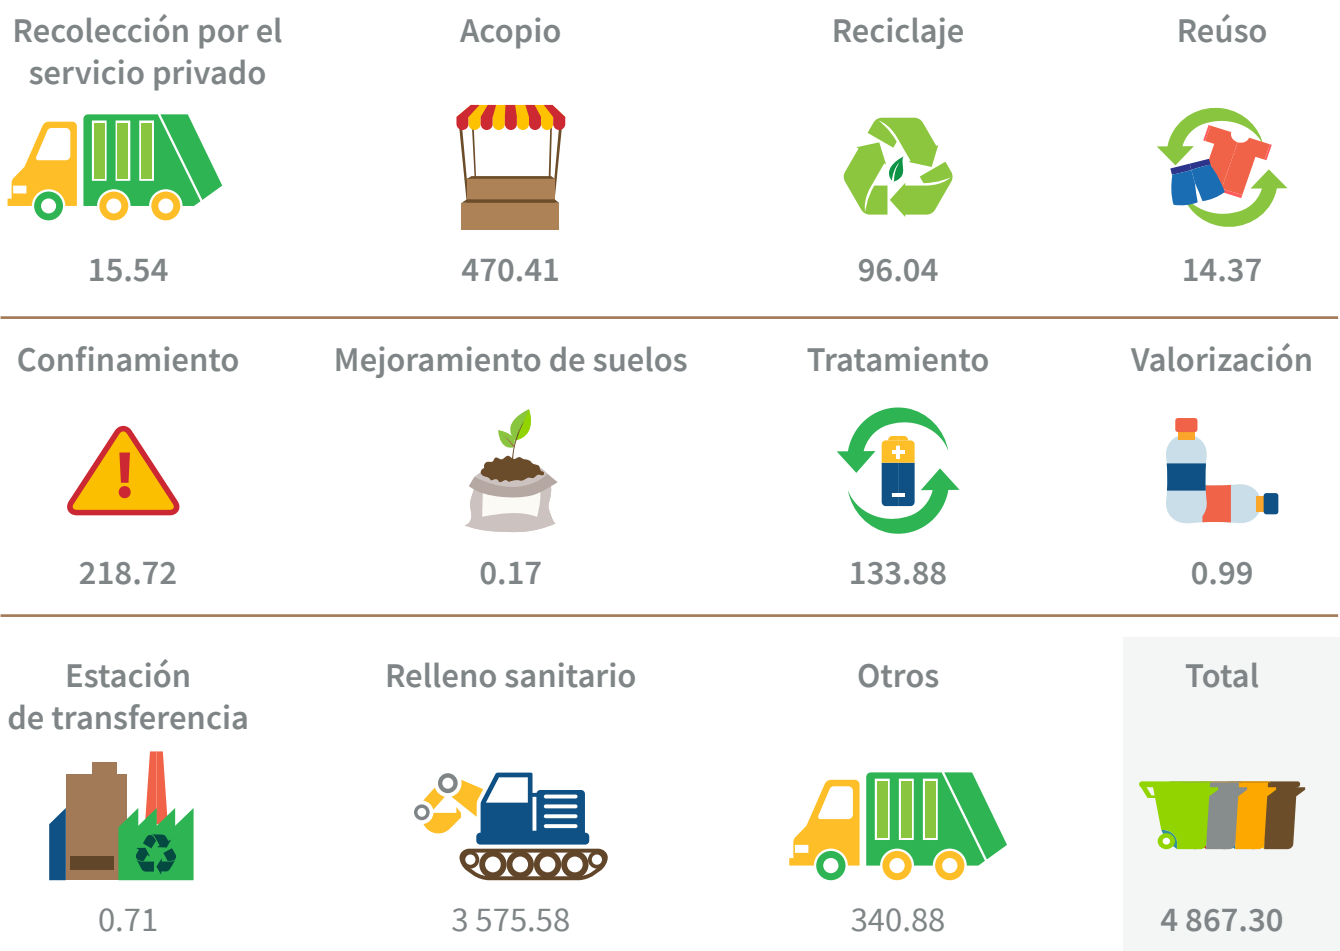 Recolección por el
servicio privado
Acopio
Reciclaje
Reúso
15.54
470.41
96.04
14.37
Confinamiento
Mejoramiento de suelos
Tratamiento
Valorización
!
218.72
0.17
133.88
0.99
Estación
de transferencia
Relleno sanitario
Otros
Total
0.71
3 575.58
340.88
4 867.30